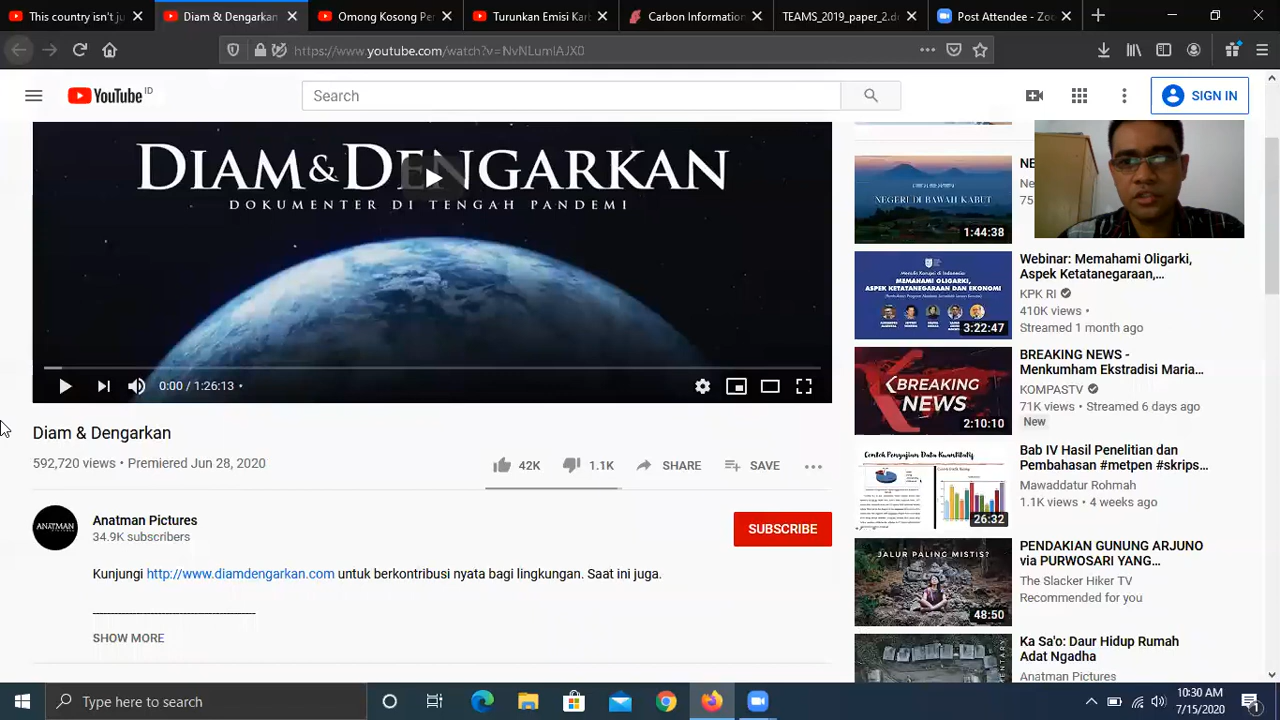 This country isn't ju
Diam & Dengarkan
Omong Kosong Pe
Turunkan Emisi Kar
Carbon Information
TEAMS_2019_paper_2.d
Post Attendee - Zo
https://www.youtube.com/watch?v=NvNLumIAJX0
YouTube ID
Search
SIGN IN
DIAM & DENGARKAN
DOKUMENTER DI TENGAH PANDEMI
0:00 / 1:26:13
Diam & Dengarkan
592,720 views • Premiered Jun 28, 2020
42K
1.1K
SHARE
SAVE
ANATMAN
Anatman Pictures
34.9K subscribers
SUBSCRIBE
Kunjungi http://www.diamdengarkan.com untuk berkontribusi nyata bagi lingkungan. Saat ini juga.
SHOW MORE
NEGERI DI BAWAH KABUT
1:44:38
NE
Ne
75
MEMAHAMI OLIGARKI,
ASPEK KETATANEGARAAN DAN EKONOMI
3:22:47
Webinar: Memahami Oligarki,
Aspek Ketatanegaraan,...
KPK RI
410K views •
Streamed 1 month ago
BREAKING
NEWS
2:10:10
BREAKING NEWS -
Menkumham Ekstradisi Maria...
KOMPASTV
71K views • Streamed 6 days ago
New
Contoh Penyajian Data Kuantitatif
26:32
Bab IV Hasil Penelitian dan
Pembahasan #metpen #skrips...
Mawaddatur Rohmah
1.1K views • 4 weeks ago
JALUR PALING MISTIS?
48:50
PENDAKIAN GUNUNG ARJUNO
via PURWOSARI YANG...
The Slacker Hiker TV
Recommended for you
Ka Sa'o: Daur Hidup Rumah
Adat Ngadha
Anatman Pictures
Type here to search
10:30 AM
7/15/2020
1